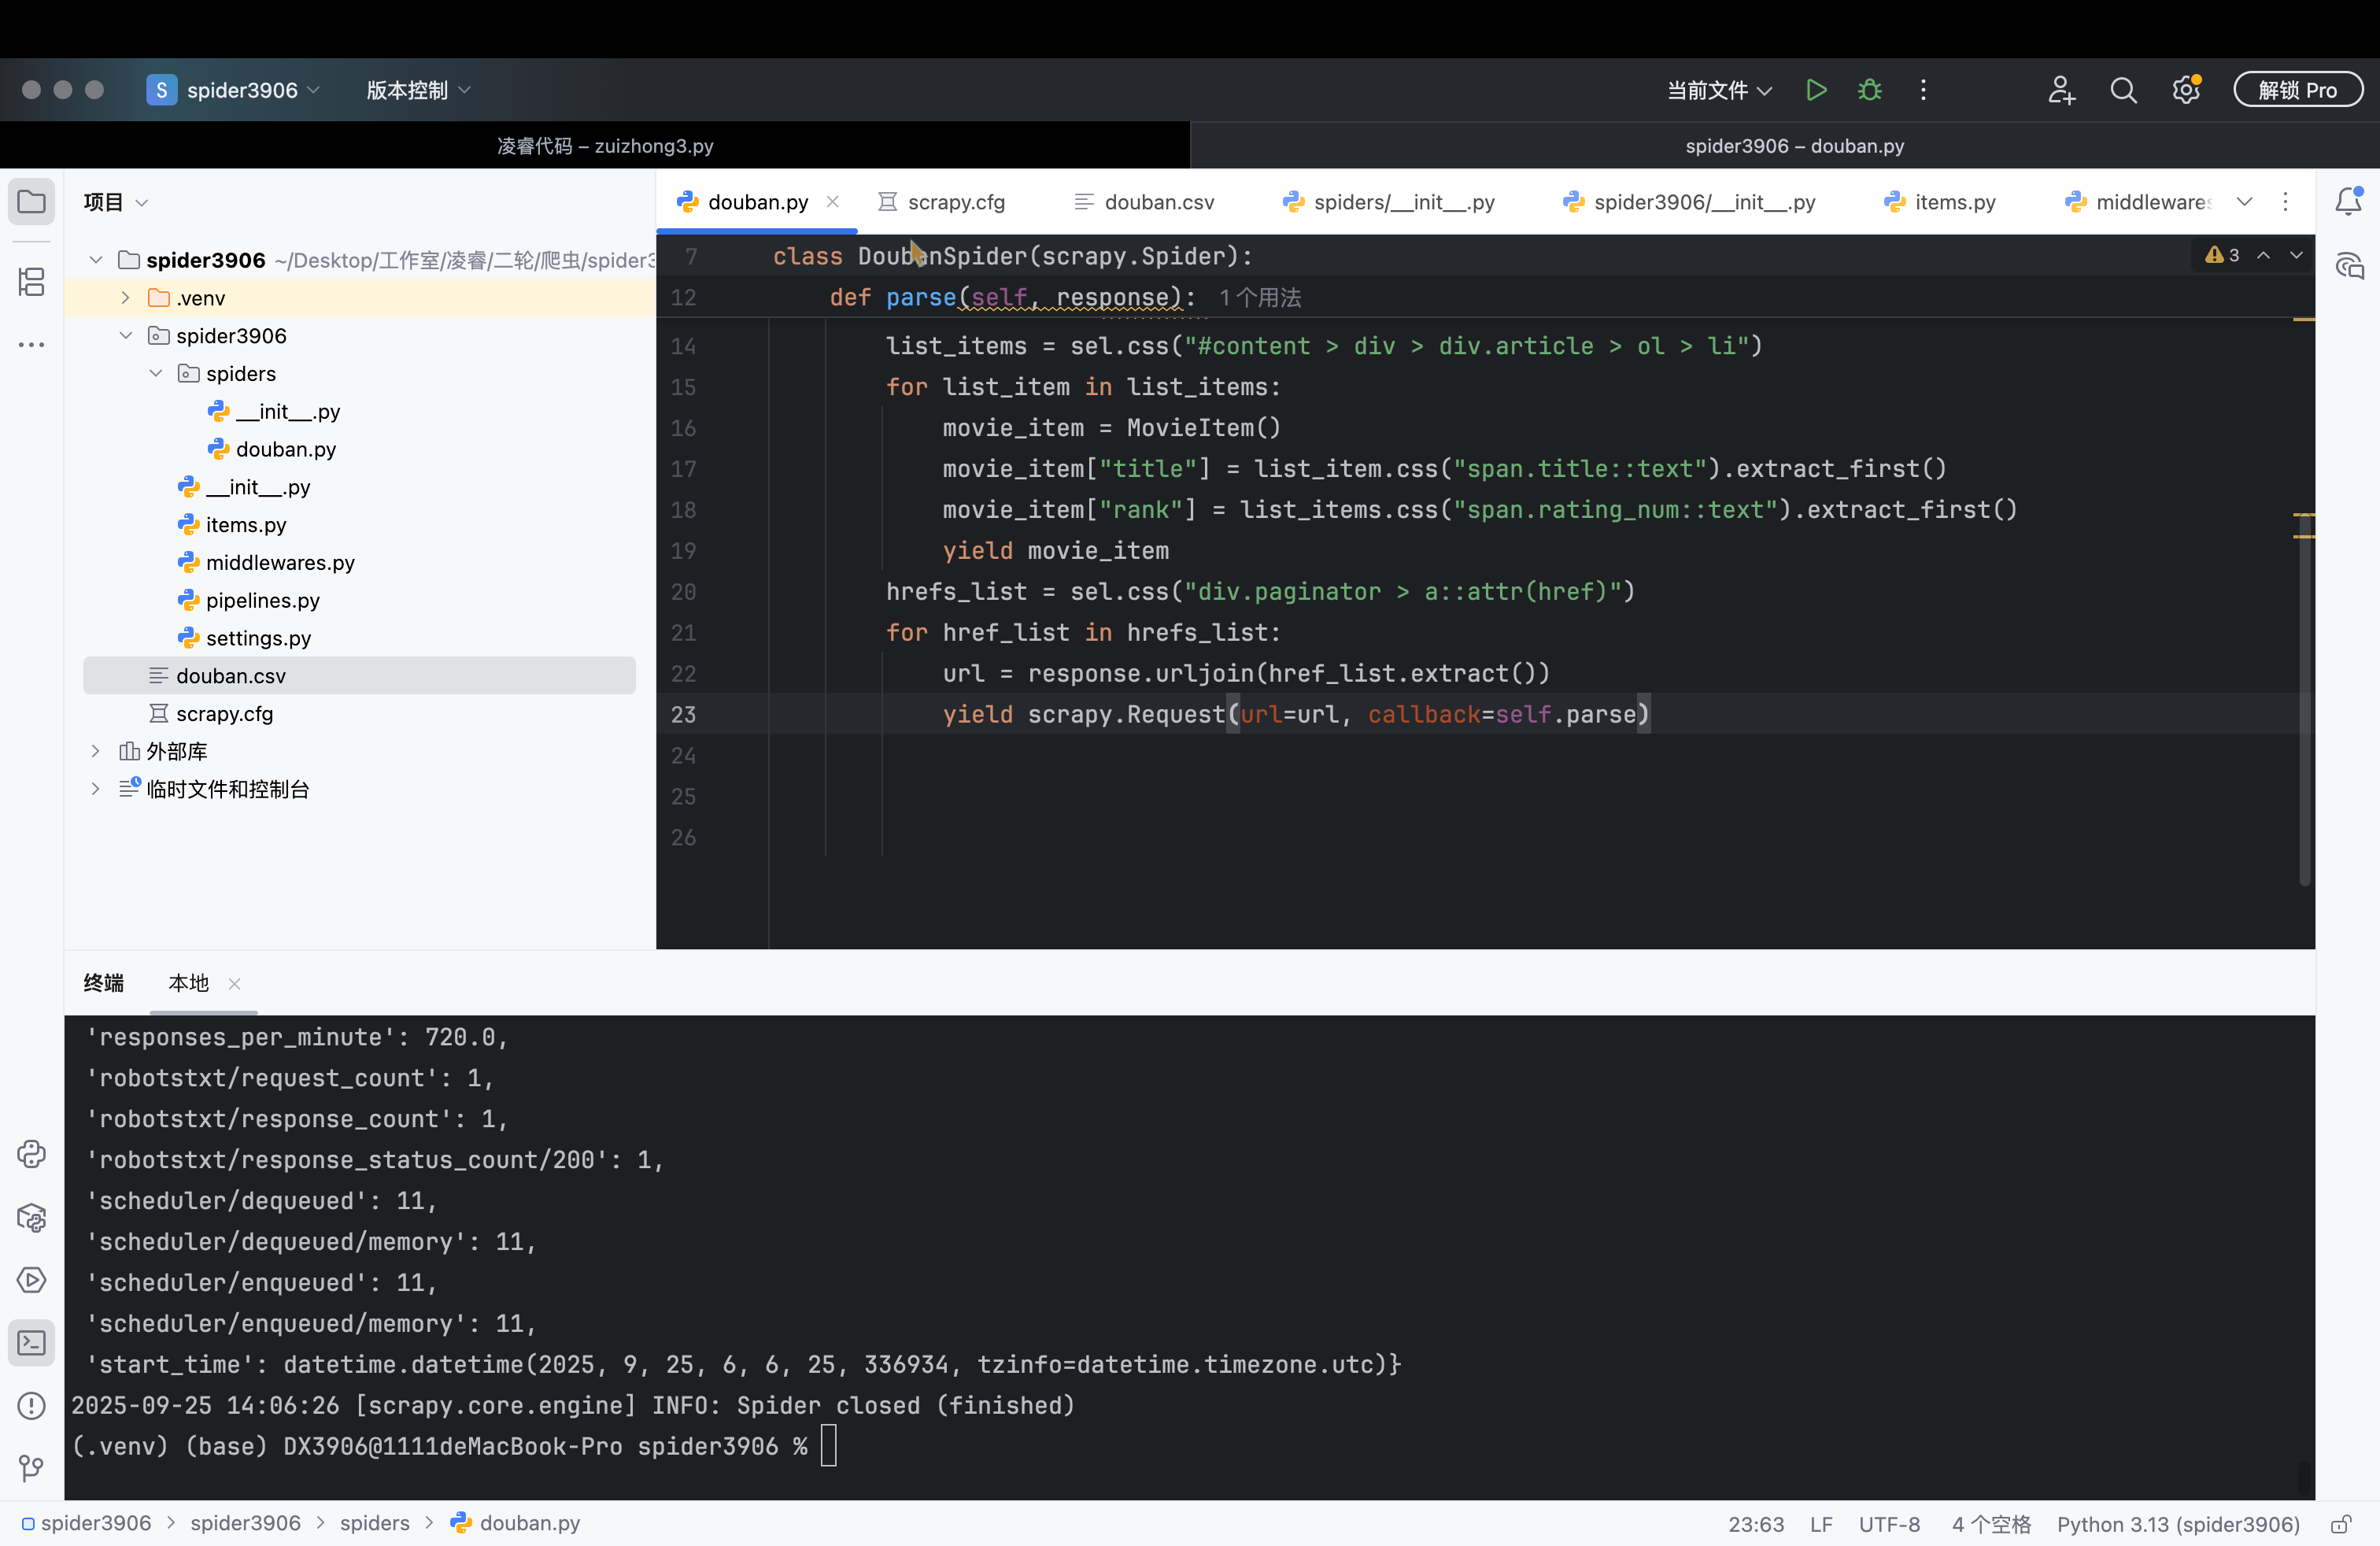 S spider3906 版本控制 当前文件 解锁 Pro
凌睿代码 – zuizhong3.py
spider3906 – douban.py
项目
spider3906 ~/Desktop/工作室/凌睿/二轮/爬虫/spider3
.venv
spider3906
spiders
__init__.py
douban.py
__init__.py
items.py
middlewares.py
pipelines.py
settings.py
douban.csv
scrapy.cfg
外部库
临时文件和控制台
douban.py scrapy.cfg douban.csv spiders/__init__.py spider3906/__init__.py items.py middlewares
7 class DoubanSpider(scrapy.Spider):
3
12 def parse(self, response): 1个用法
14 list_items = sel.css("#content > div > div.article > ol > li")
15 for list_item in list_items:
16 movie_item = MovieItem()
17 movie_item["title"] = list_item.css("span.title::text").extract_first()
18 movie_item["rank"] = list_items.css("span.rating_num::text").extract_first()
19 yield movie_item
20 hrefs_list = sel.css("div.paginator > a::attr(href)")
21 for href_list in hrefs_list:
22 url = response.urljoin(href_list.extract())
23 yield scrapy.Request(url=url, callback=self.parse)
24
25
26
终端 本地
'responses_per_minute': 720.0,
'robotstxt/request_count': 1,
'robotstxt/response_count': 1,
'robotstxt/response_status_count/200': 1,
'scheduler/dequeued': 11,
'scheduler/dequeued/memory': 11,
'scheduler/enqueued': 11,
'scheduler/enqueued/memory': 11,
'start_time': datetime.datetime(2025, 9, 25, 6, 6, 25, 336934, tzinfo=datetime.timezone.utc)}
2025-09-25 14:06:26 [scrapy.core.engine] INFO: Spider closed (finished)
(.venv) (base) DX3906@1111deMacBook-Pro spider3906 %
spider3906 > spider3906 > spiders > douban.py
23:63 LF UTF-8 4 个空格 Python 3.13 (spider3906)